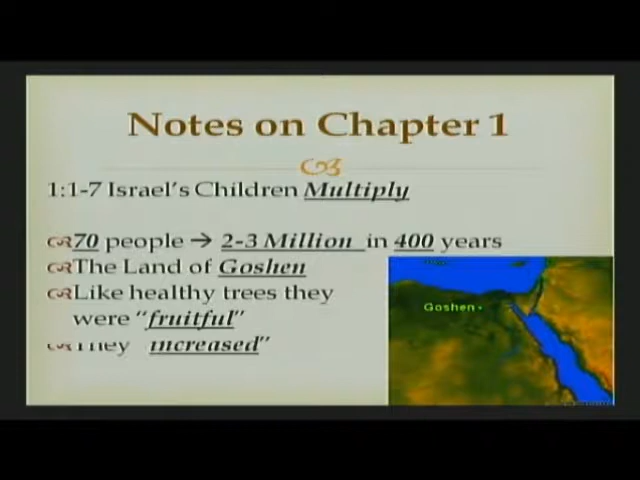 Notes on Chapter 1
1:1-7 Israel's Children Multiply
70 people → 2-3 Million in 400 years
The Land of Goshen
Like healthy trees they
were "fruitful"
They increased"
Goshen